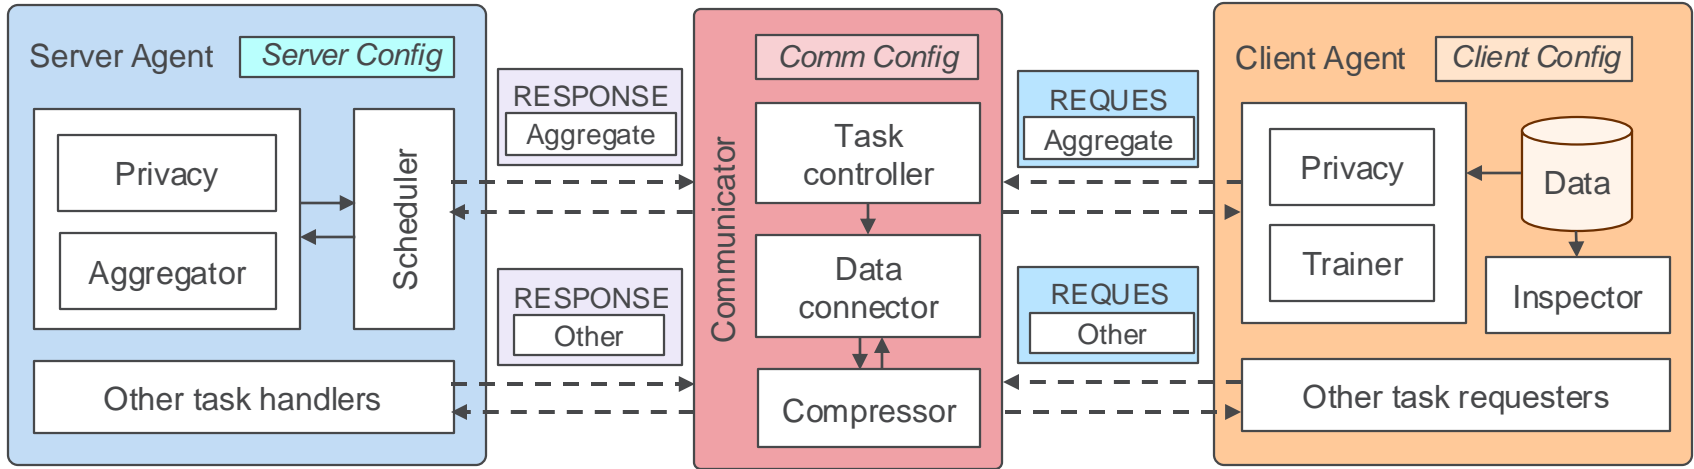 Server Agent
Server Config
Privacy
Aggregator
Scheduler
Other task handlers
RESPONSE
Aggregate
RESPONSE
Other
Communicator
Comm Config
Task
controller
Data
connector
Compressor
REQUES
Aggregate
REQUES
Other
Client Agent
Client Config
Privacy
Trainer
Data
Inspector
Other task requesters